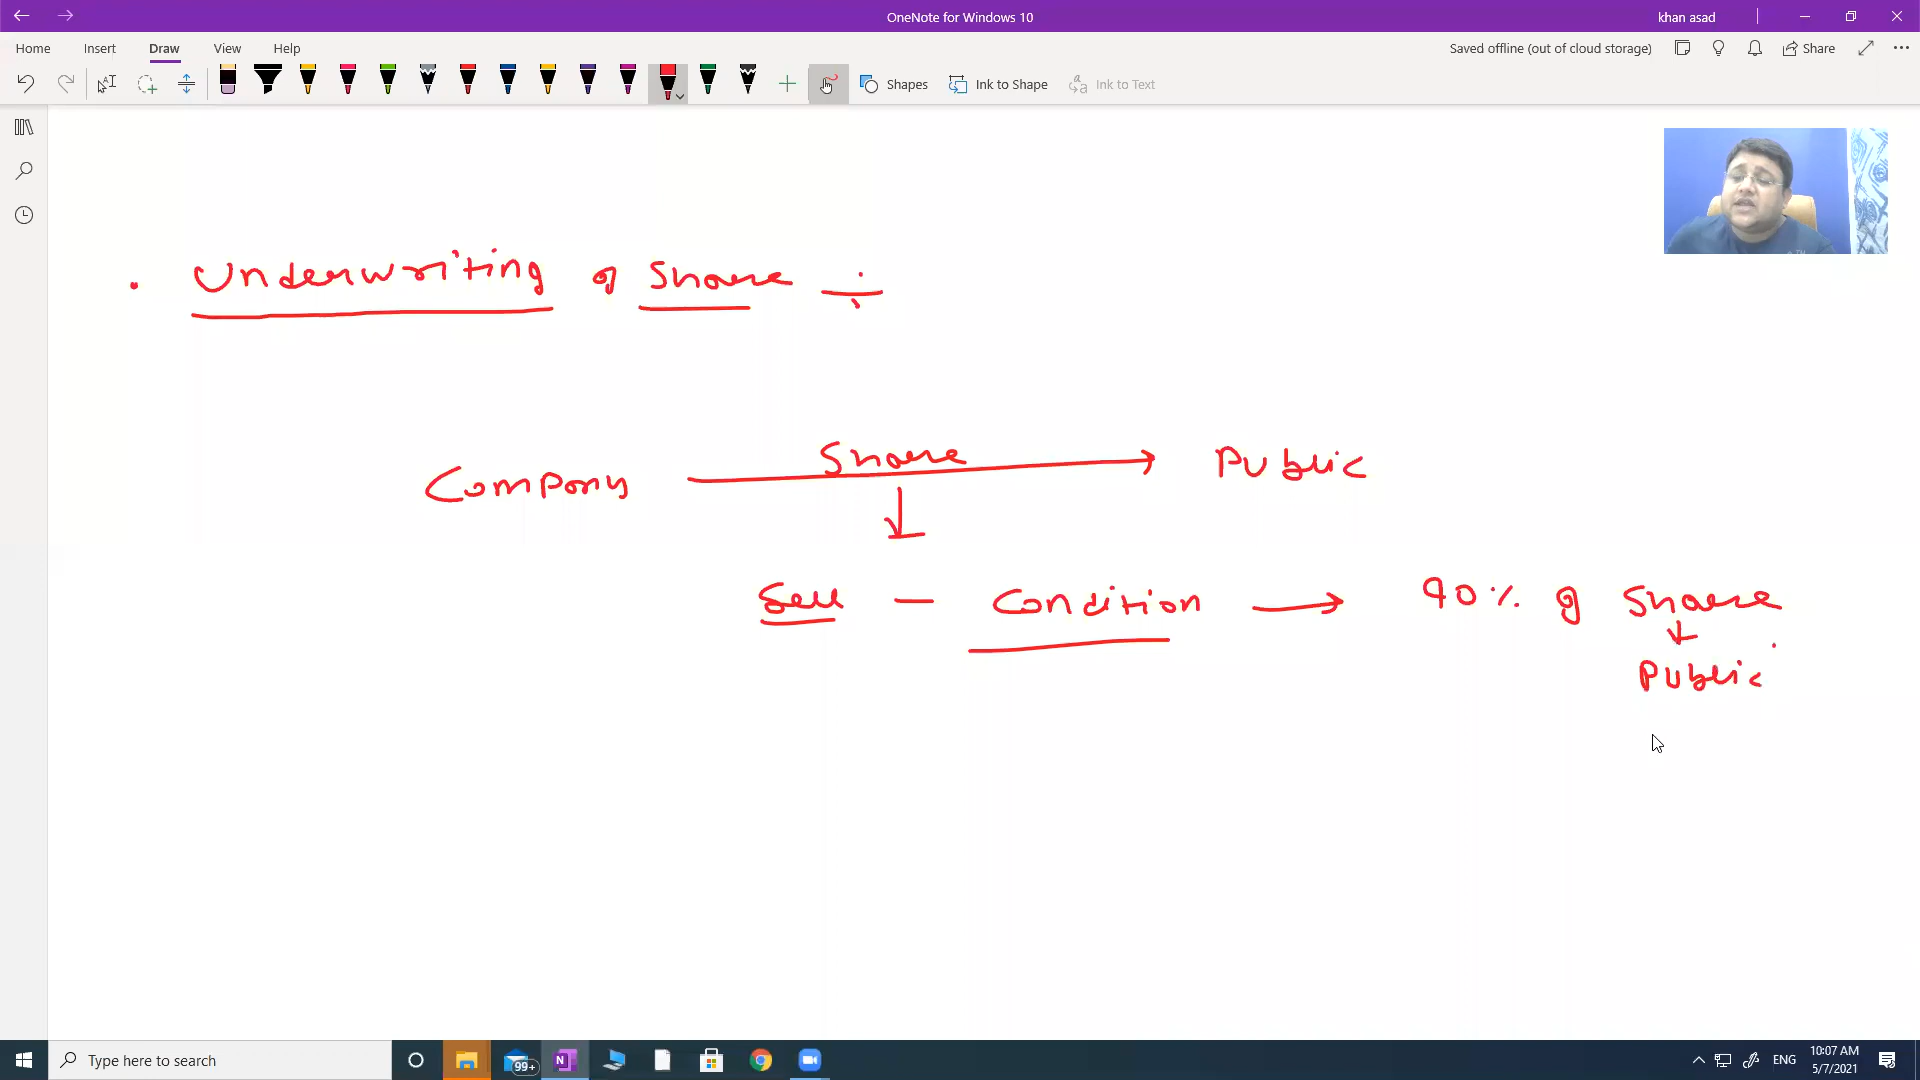 OneNote for Windows 10
khan asad
Home Insert Draw View Help
Saved offline (out of cloud storage) Share
Shapes Ink to Shape Ink to Text
. Underwriting of Share ÷
Company Share Public
Sell — Condition → 90% of Share
Public
Type here to search
99+
ENG
10:07 AM
5/7/2021